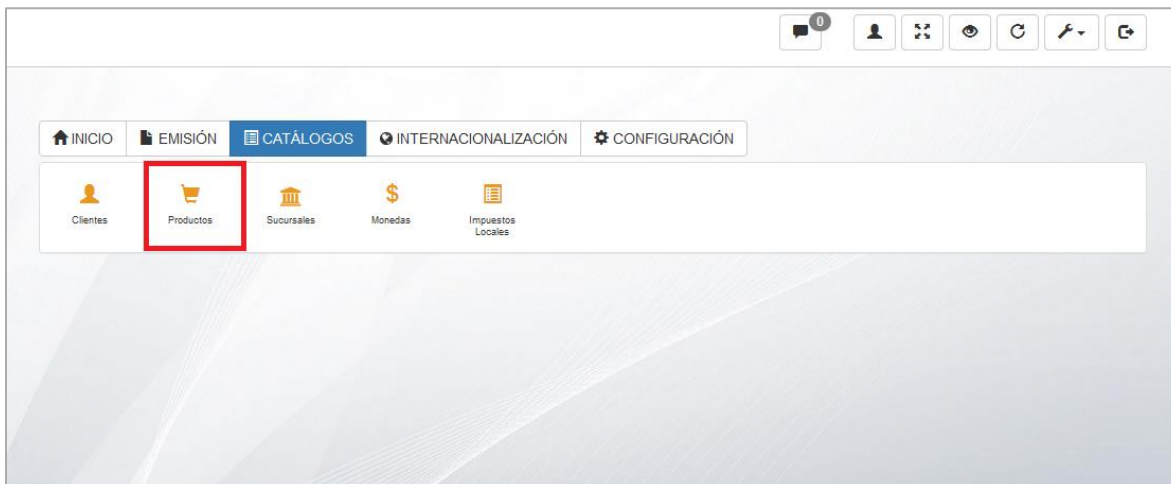 0
INICIO EMISIÓN CATÁLOGOS INTERNACIONALIZACIÓN CONFIGURACIÓN
Clientes Productos Sucursales Monedas Impuestos
Locales